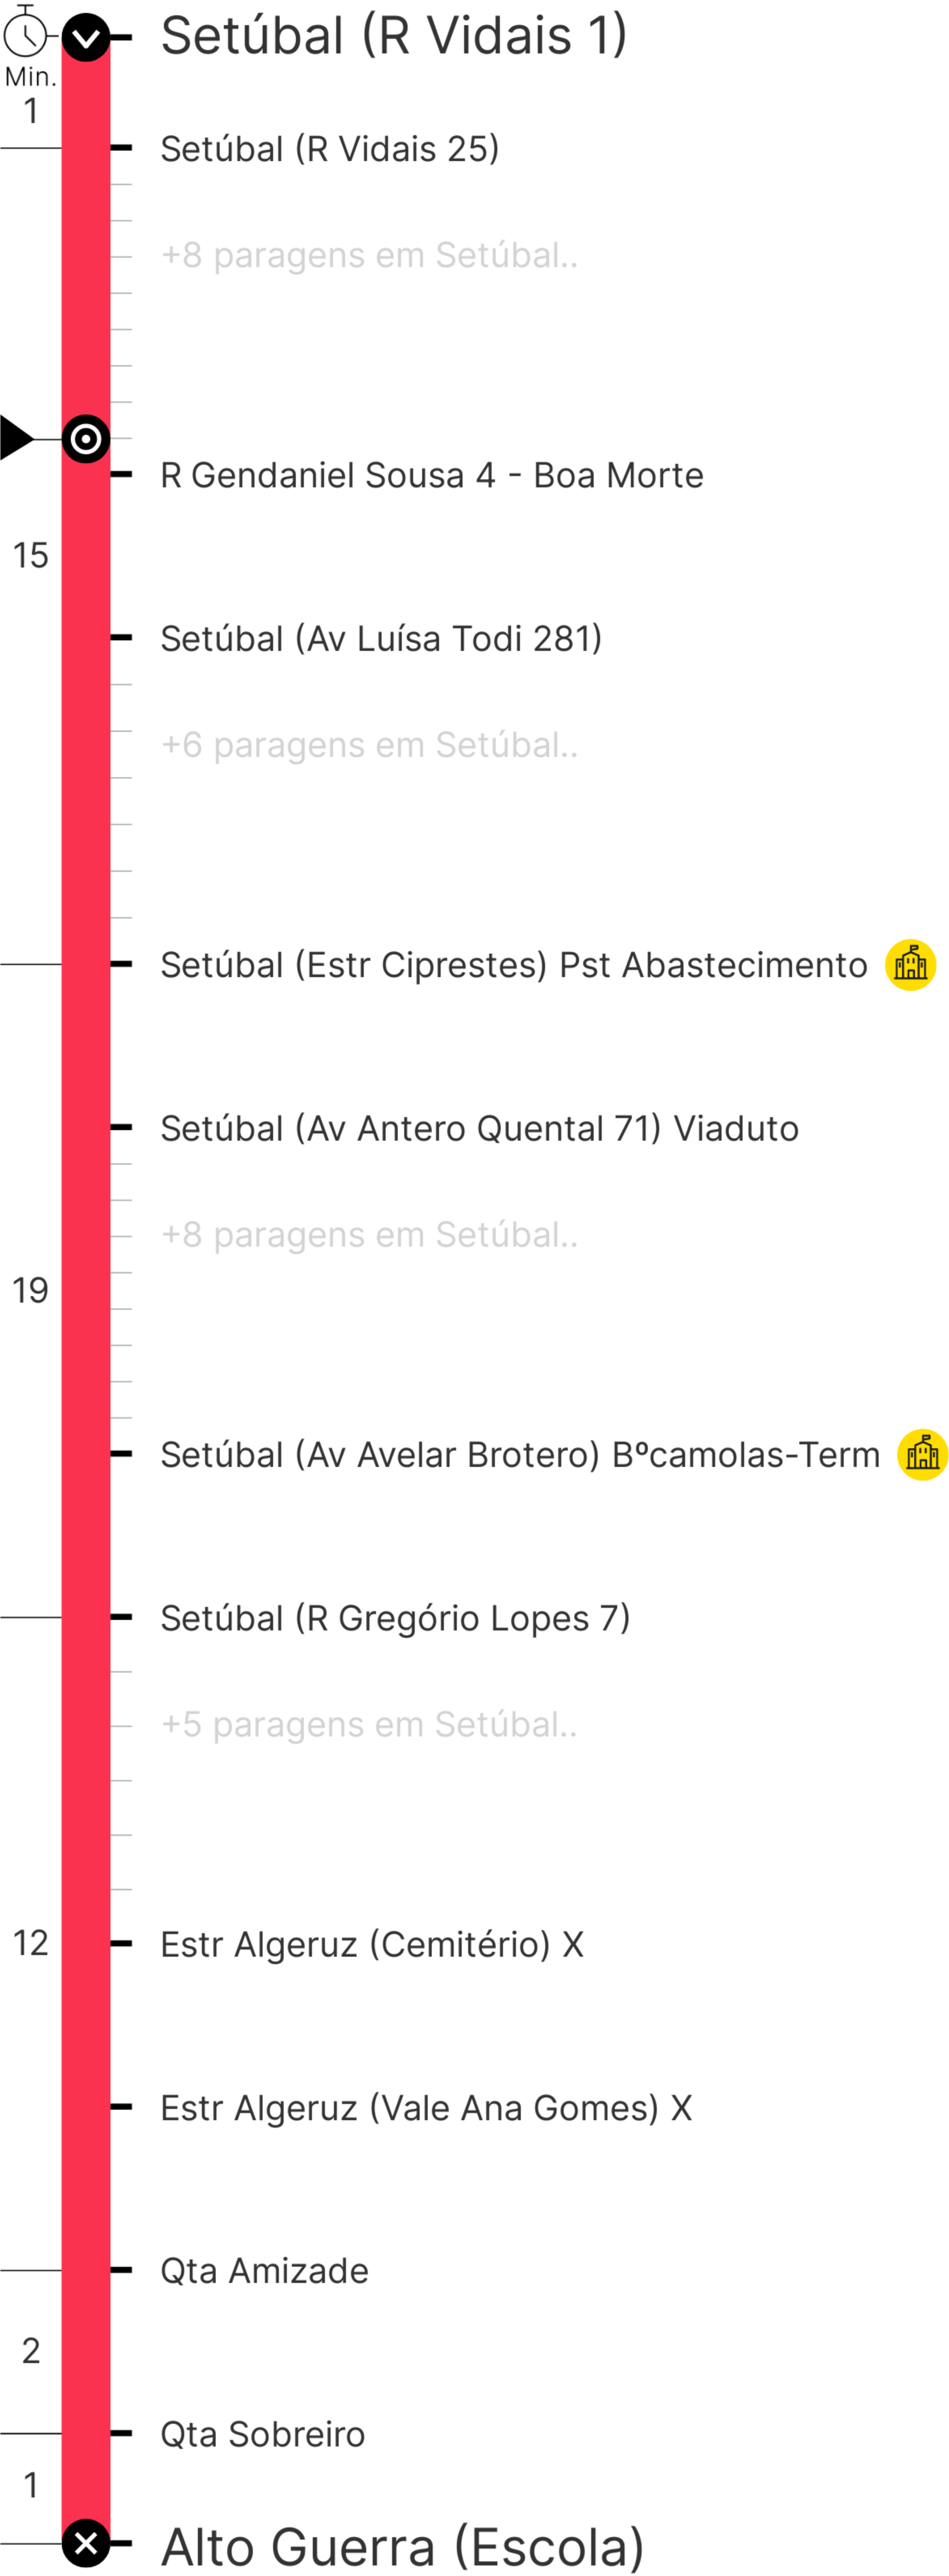 Setúbal (R Vidais 1)
Min.
1
Setúbal (R Vidais 25)
+8 paragens em Setúbal..
R Gendaniel Sousa 4 - Boa Morte
15
Setúbal (Av Luísa Todi 281)
+6 paragens em Setúbal..
Setúbal (Estr Ciprestes) Pst Abastecimento
Setúbal (Av Antero Quental 71) Viaduto
+8 paragens em Setúbal..
19
Setúbal (Av Avelar Brotero) Bºcamolas-Term
Setúbal (R Gregório Lopes 7)
+5 paragens em Setúbal..
12
Estr Algeruz (Cemitério) X
Estr Algeruz (Vale Ana Gomes) X
Qta Amizade
2
Qta Sobreiro
1
Alto Guerra (Escola)